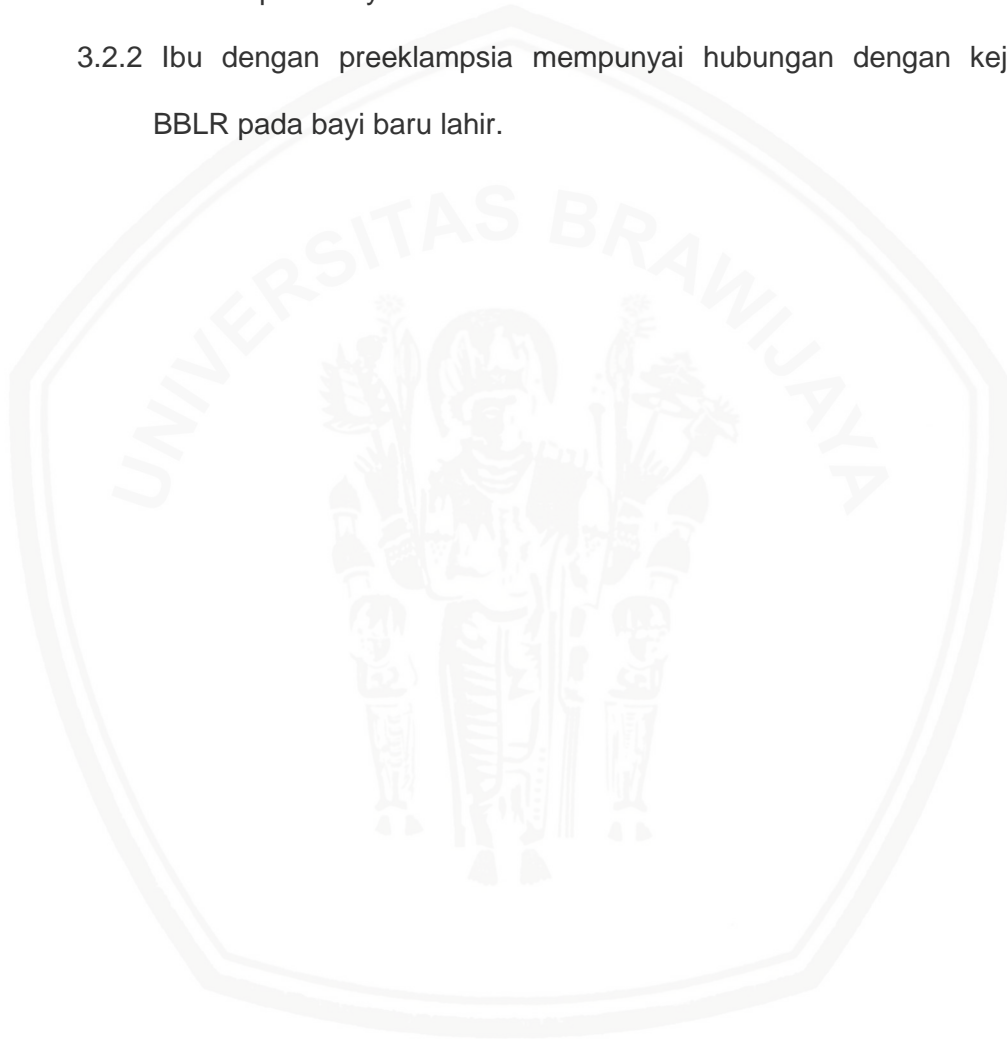 3.2.2 Ibu dengan preeklampsia mempunyai hubungan dengan kej
BBLR pada bayi baru lahir.
UNIVERSITAS BRAWIJAYA